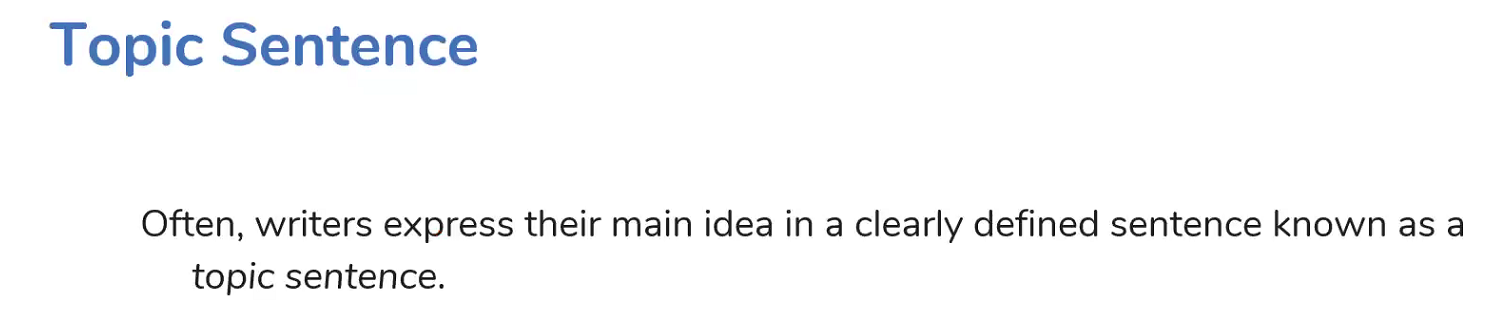 Topic Sentence
Often, writers express their main idea in a clearly defined sentence known as a
topic sentence.